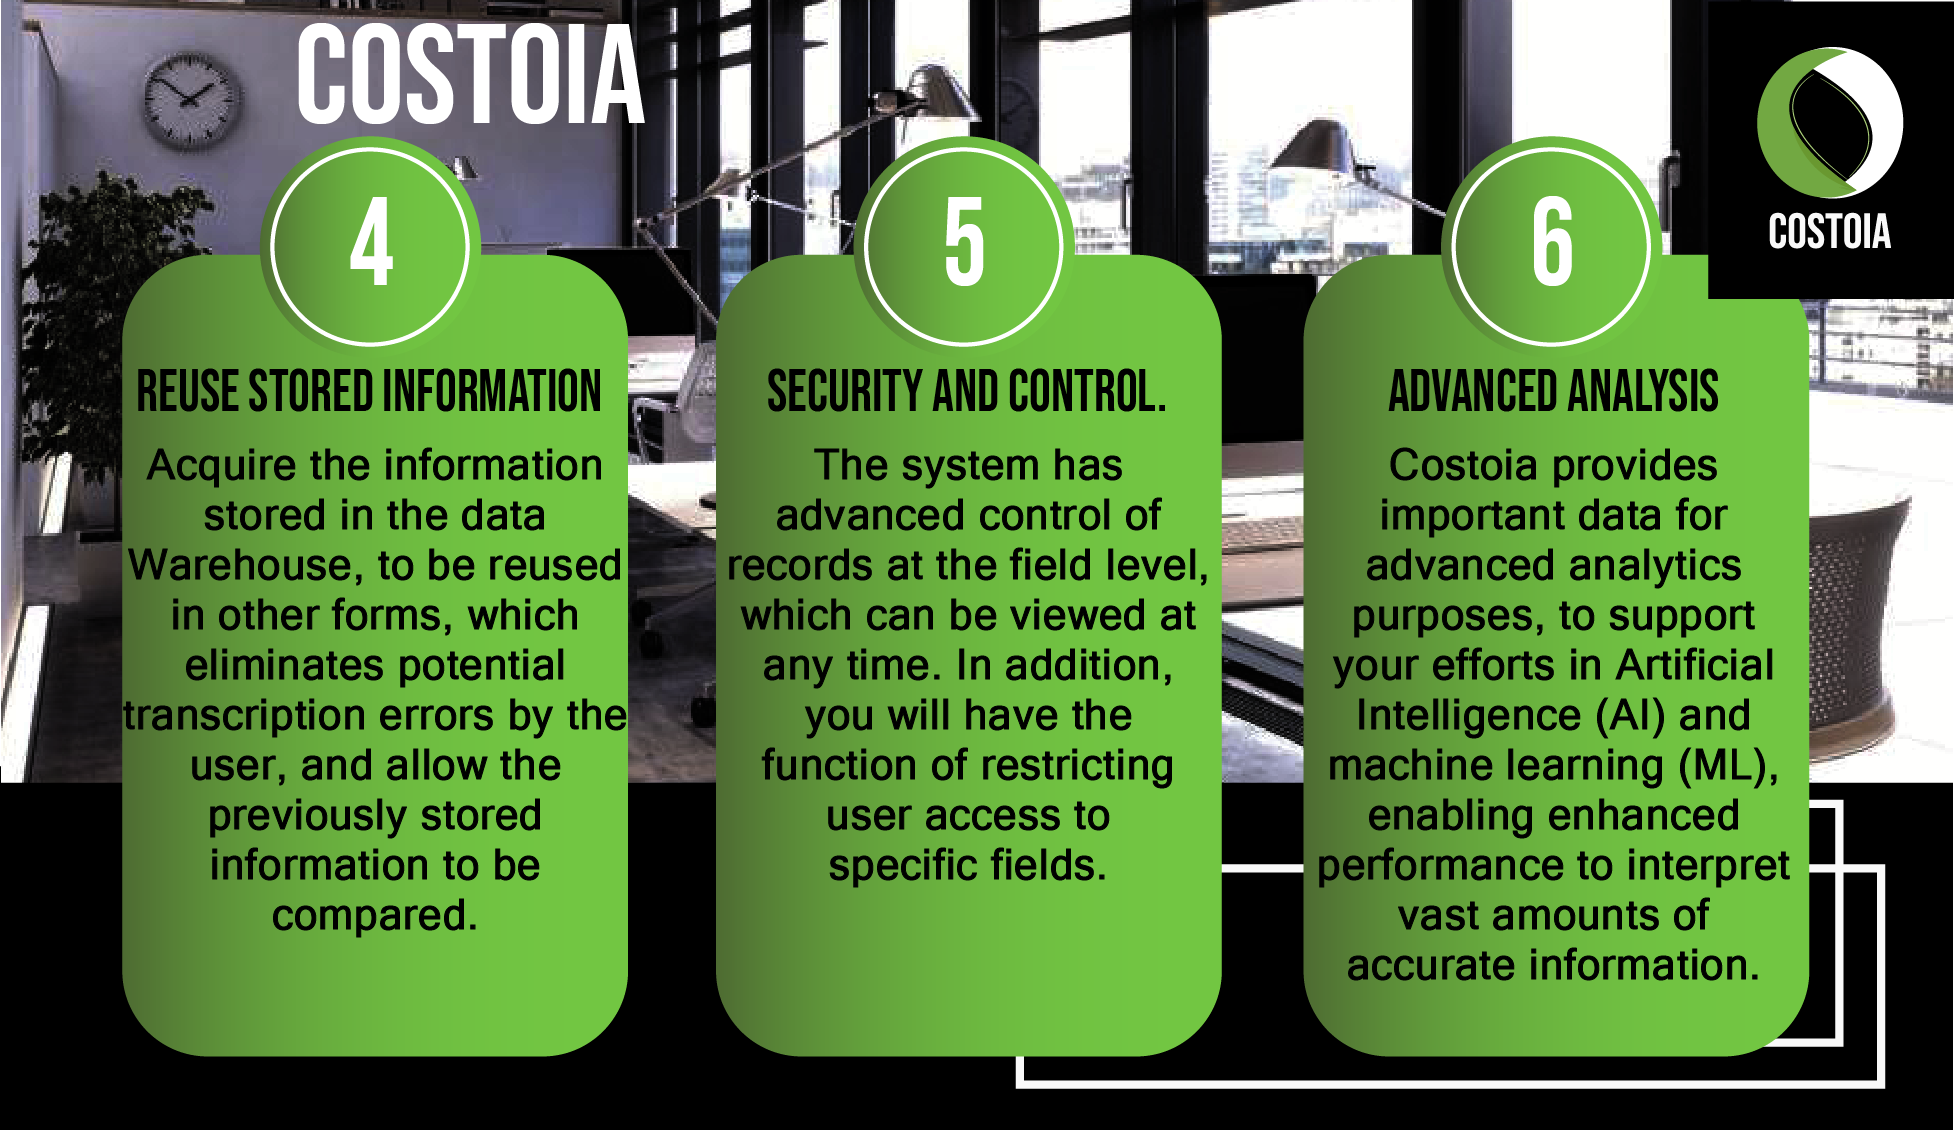 COSTOIA
COSTOIA
4
REUSE STORED INFORMATION
Acquire the information
stored in the data
Warehouse, to be reused
in other forms, which
eliminates potential
transcription errors by the
user, and allow the
previously stored
information to be
compared.
5
SECURITY AND CONTROL.
The system has
advanced control of
records at the field level,
which can be viewed at
any time. In addition,
you will have the
function of restricting
user access to
specific fields.
6
ADVANCED ANALYSIS
Costoia provides
important data for
advanced analytics
purposes, to support
your efforts in Artificial
Intelligence (AI) and
machine learning (ML),
enabling enhanced
performance to interpret
vast amounts of
accurate information.